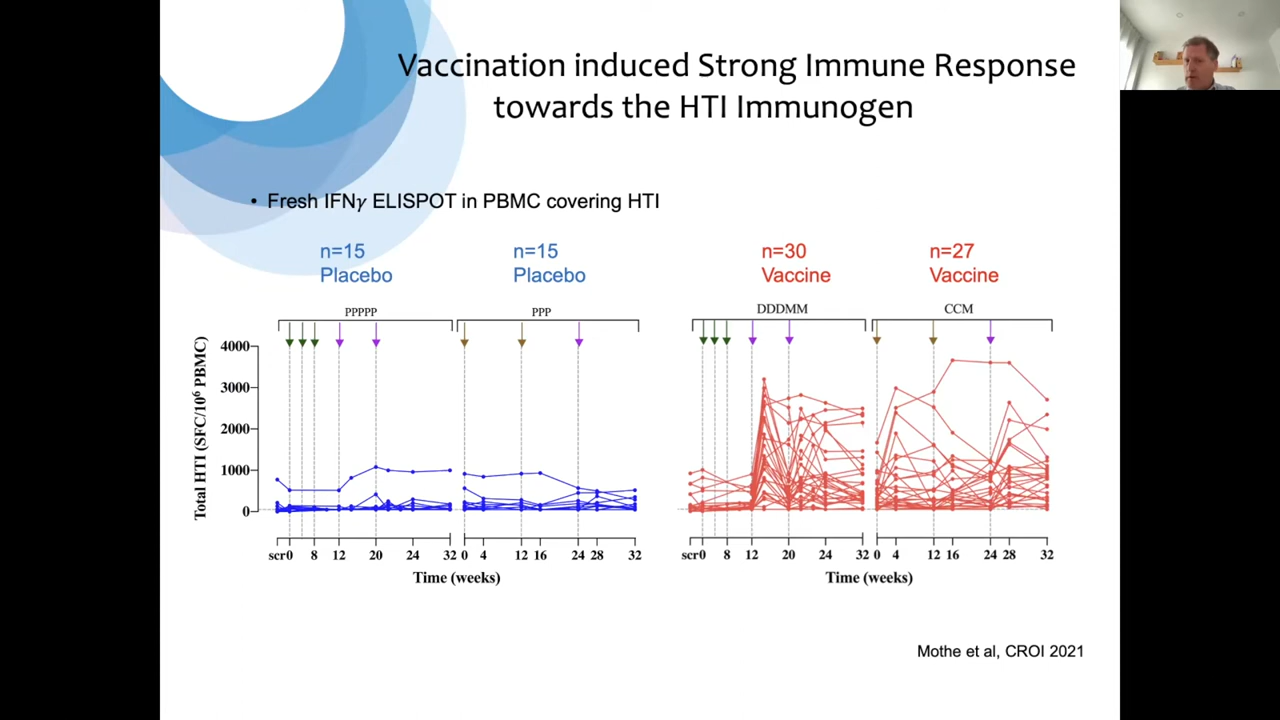 Vaccination induced Strong Immune Response
towards the HTI Immunogen
• Fresh IFN𝛾 ELISPOT in PBMC covering HTI
n=15
Placebo
n=15
Placebo
n=30
Vaccine
n=27
Vaccine
PPPPP
PPP
DDDMM
CCM
Total HTI (SFC/10⁶ PBMC)
4000
3000
2000
1000
0
scr 0 8 12 20 24 32
0 4 12 16 24 28 32
Time (weeks)
scr 0 8 12 20 24 32
0 4 12 16 24 28 32
Time (weeks)
Mothe et al, CROI 2021